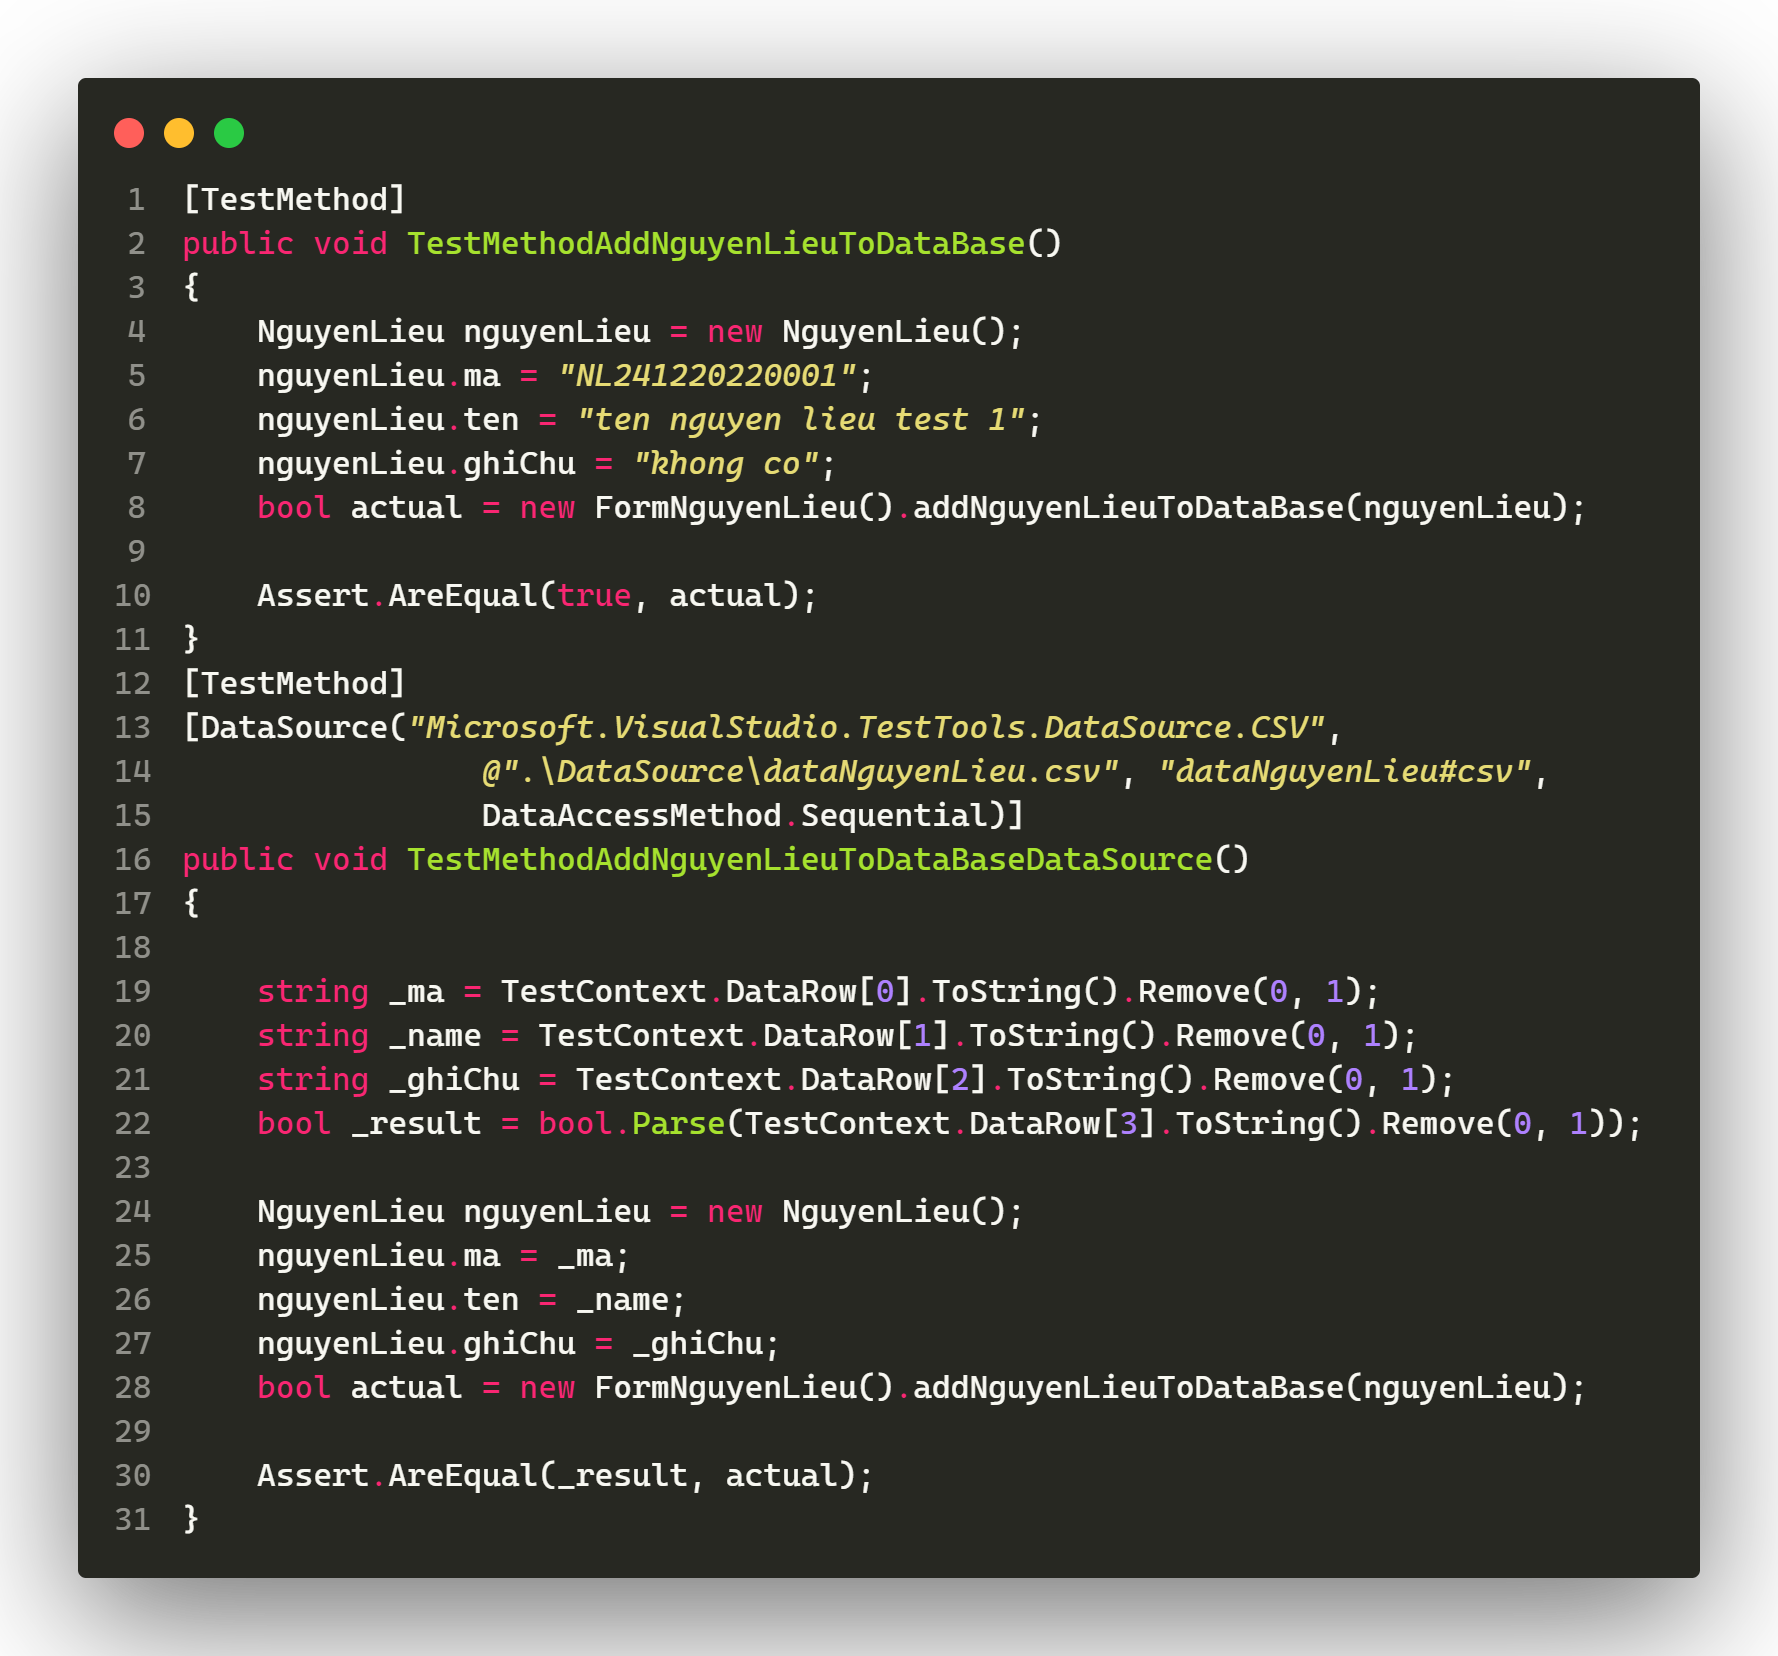 1 [TestMethod]
2 public void TestMethodAddNguyenLieuToDataBase()
3 {
4     NguyenLieu nguyenLieu = new NguyenLieu();
5     nguyenLieu.ma = "NL241220220001";
6     nguyenLieu.ten = "ten nguyen lieu test 1";
7     nguyenLieu.ghiChu = "khong co";
8     bool actual = new FormNguyenLieu().addNguyenLieuToDataBase(nguyenLieu);
9
10     Assert.AreEqual(true, actual);
11 }
12 [TestMethod]
13 [DataSource("Microsoft.VisualStudio.TestTools.DataSource.CSV",
14                 @".\DataSource\dataNguyenLieu.csv", "dataNguyenLieu#csv",
15                 DataAccessMethod.Sequential)]
16 public void TestMethodAddNguyenLieuToDataBaseDataSource()
17 {
18
19     string _ma = TestContext.DataRow[0].ToString().Remove(0, 1);
20     string _name = TestContext.DataRow[1].ToString().Remove(0, 1);
21     string _ghiChu = TestContext.DataRow[2].ToString().Remove(0, 1);
22     bool _result = bool.Parse(TestContext.DataRow[3].ToString().Remove(0, 1));
23
24     NguyenLieu nguyenLieu = new NguyenLieu();
25     nguyenLieu.ma = _ma;
26     nguyenLieu.ten = _name;
27     nguyenLieu.ghiChu = _ghiChu;
28     bool actual = new FormNguyenLieu().addNguyenLieuToDataBase(nguyenLieu);
29
30     Assert.AreEqual(_result, actual);
31 }